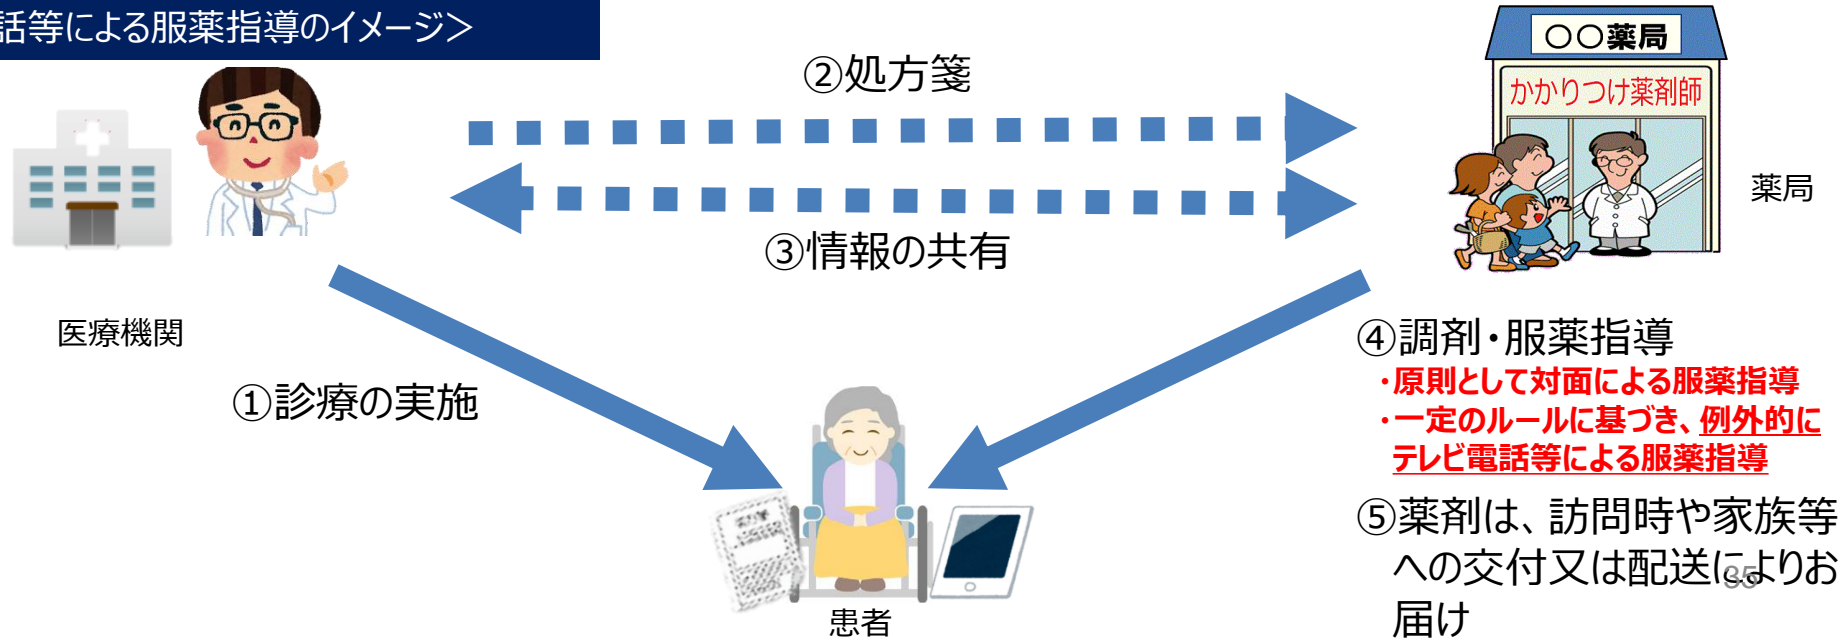 話等による服薬指導のイメージ＞
②処方箋
〇〇薬局
かかりつけ薬剤師
薬局
③情報の共有
医療機関
①診療の実施
④調剤・服薬指導
・原則として対面による服薬指導
・一定のルールに基づき、例外的に
テレビ電話等による服薬指導
⑤薬剤は、訪問時や家族等
への交付又は配送によりお
届け
35
患者